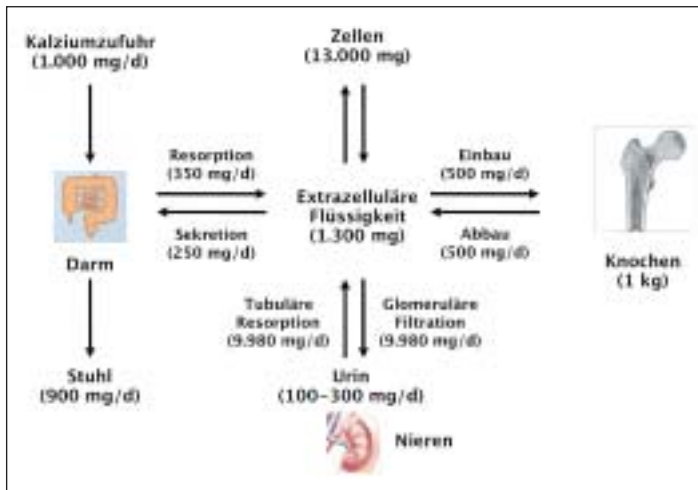 Kalziumzufuhr
(1.000 mg/d)
Zellen
(13.000 mg)
Resorption
(350 mg/d)
Einbau
(500 mg/d)
Extrazelluläre
Flüssigkeit
(1.300 mg)
Sekretion
(250 mg/d)
Abbau
(500 mg/d)
Darm
Knochen
(1 kg)
Tubuläre
Resorption
(9.980 mg/d)
Glomeruläre
Filtration
(9.980 mg/d)
Stuhl
(900 mg/d)
Urin
(100–300 mg/d)
Nieren